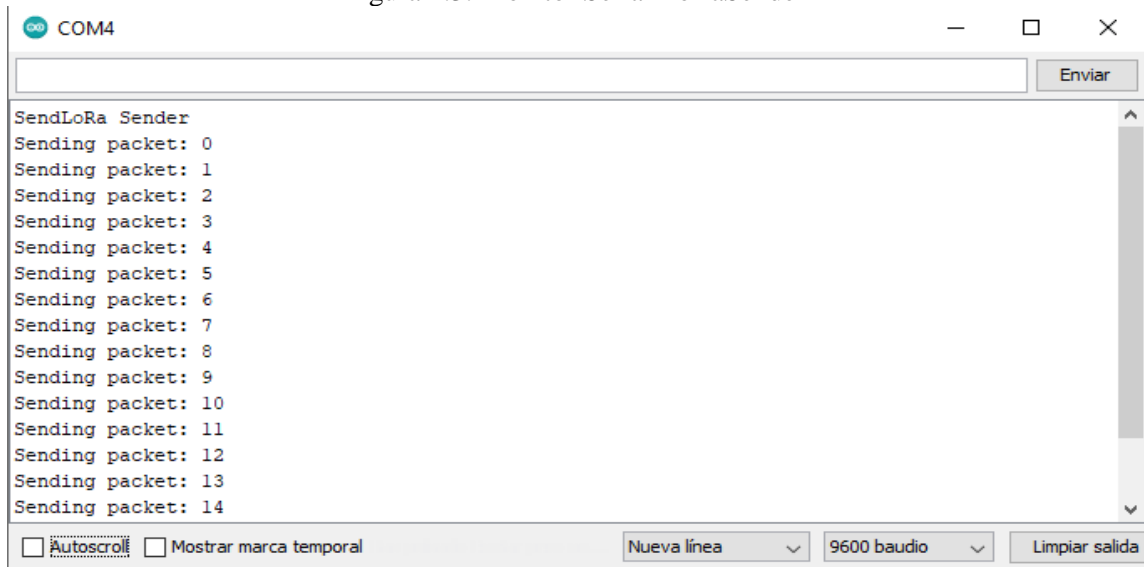 COM4
Enviar
SendLoRa Sender
Sending packet: 0
Sending packet: 1
Sending packet: 2
Sending packet: 3
Sending packet: 4
Sending packet: 5
Sending packet: 6
Sending packet: 7
Sending packet: 8
Sending packet: 9
Sending packet: 10
Sending packet: 11
Sending packet: 12
Sending packet: 13
Sending packet: 14
Autoscroll Mostrar marca temporal Nueva línea 9600 baudio Limpiar salida